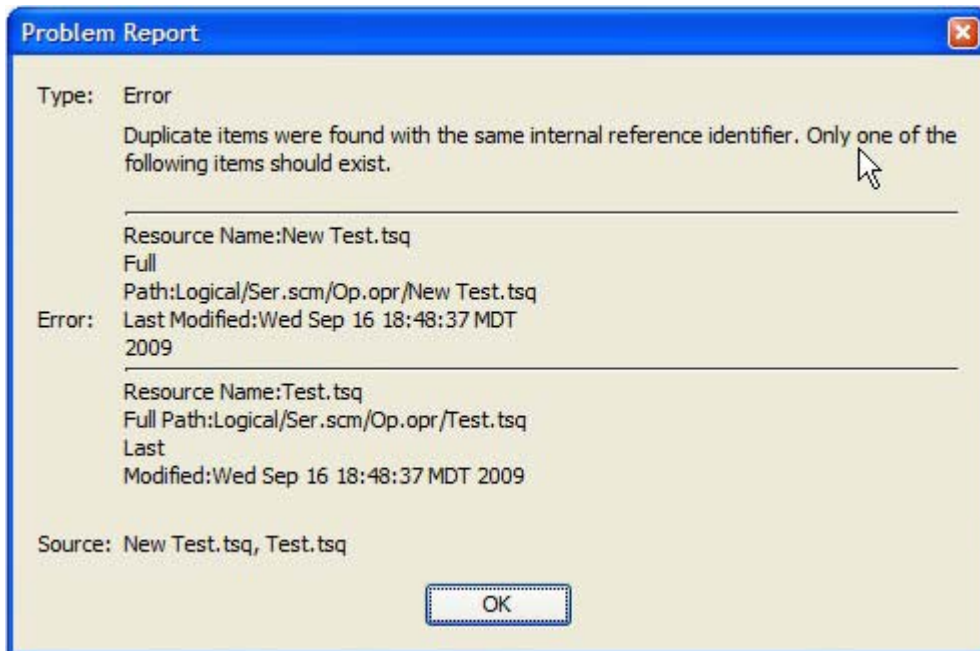 Problem Report
Type: Error
Duplicate items were found with the same internal reference identifier. Only one of the
following items should exist.
Resource Name:New Test.tsq
Full
Path:Logical/Ser.scm/Op.opr/New Test.tsq
Error: Last Modified:Wed Sep 16 18:48:37 MDT
2009
Resource Name:Test.tsq
Full Path:Logical/Ser.scm/Op.opr/Test.tsq
Last
Modified:Wed Sep 16 18:48:37 MDT 2009
Source: New Test.tsq, Test.tsq
OK